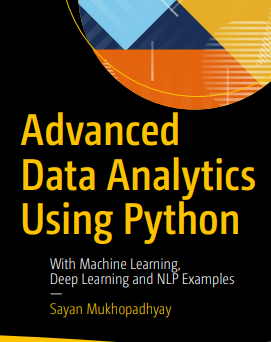 Advanced
Data Analytics
Using Python
With Machine Learning,
Deep Learning and NLP Examples
—
Sayan Mukhopadhyay